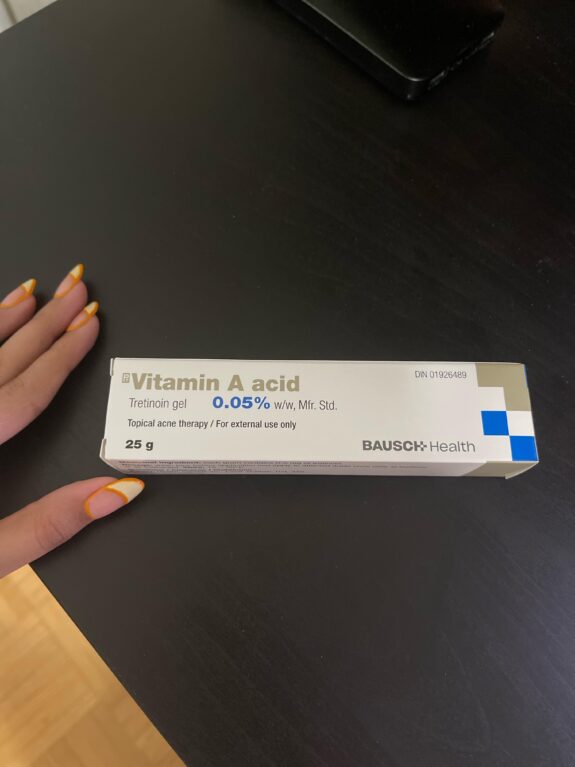 Vitamin A acid
DIN 01926489
Tretinoin gel 0.05% w/w, Mfr. Std.
Topical acne therapy / For external use only
25 g
BAUSCH+Health